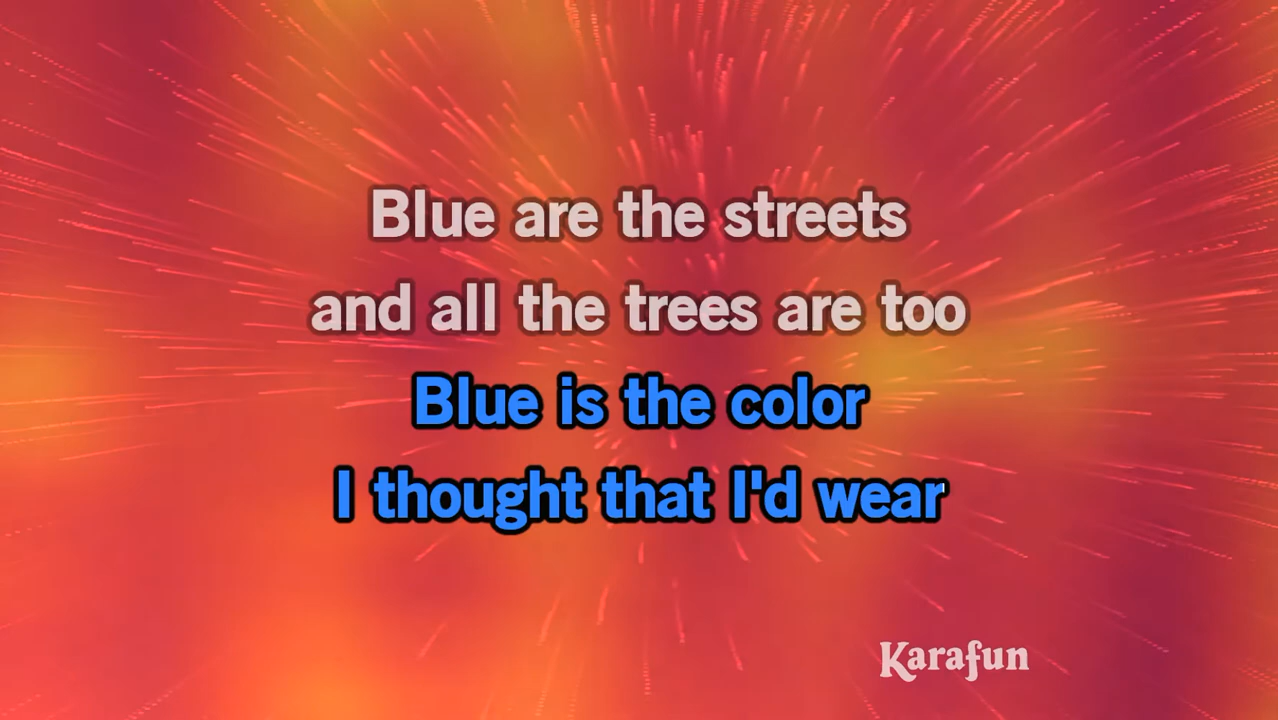 Blue are the streets
and all the trees are too
Blue is the color
I thought that I'd wear
Karafun